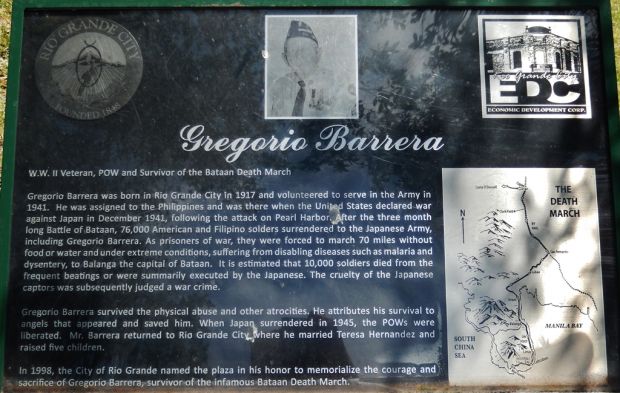 RIO GRANDE CITY
FOUNDED 1848
Rio Grande City
EDC
ECONOMIC DEVELOPMENT CORP.
Gregorio Barrera
W.W. II Veteran, POW and Survivor of the Bataan Death March
Gregorio Barrera was born in Rio Grande City in 1917 and volunteered to serve in the Army in
1941. He was assigned to the Philippines and was there when the United States declared war
against Japan in December 1941, following the attack on Pearl Harbor. After the three month
long Battle of Bataan, 76,000 American and Filipino solders surrendered to the Japanese Army,
including Gregorio Barrera. As prisoners of war, they were forced to march 70 miles without
food or water and under extreme conditions, suffering from disabling diseases such as malaria and
dysentery, to Balanga the capital of Bataan. It is estimated that 10,000 soldiers died from the
frequent beatings or were summarily executed by the Japanese. The cruelty of the Japanese
captors was subsequently judged a war crime.
Gregorio Barrera survived the physical abuse and other atrocities. He attributes his survival to
angels that appeared and saved him. When Japan surrendered in 1945, the POWs were
liberated. Mr. Barrera returned to Rio Grande City where he married Teresa Hernandez and
raised five children.
In 1998, the City of Rio Grande named the plaza in his honor to memorialize the courage and
sacrifice of Gregorio Barrera, survivor of the infamous Bataan Death March.
THE
DEATH
MARCH
N
MANILA BAY
SOUTH
CHINA
SEA